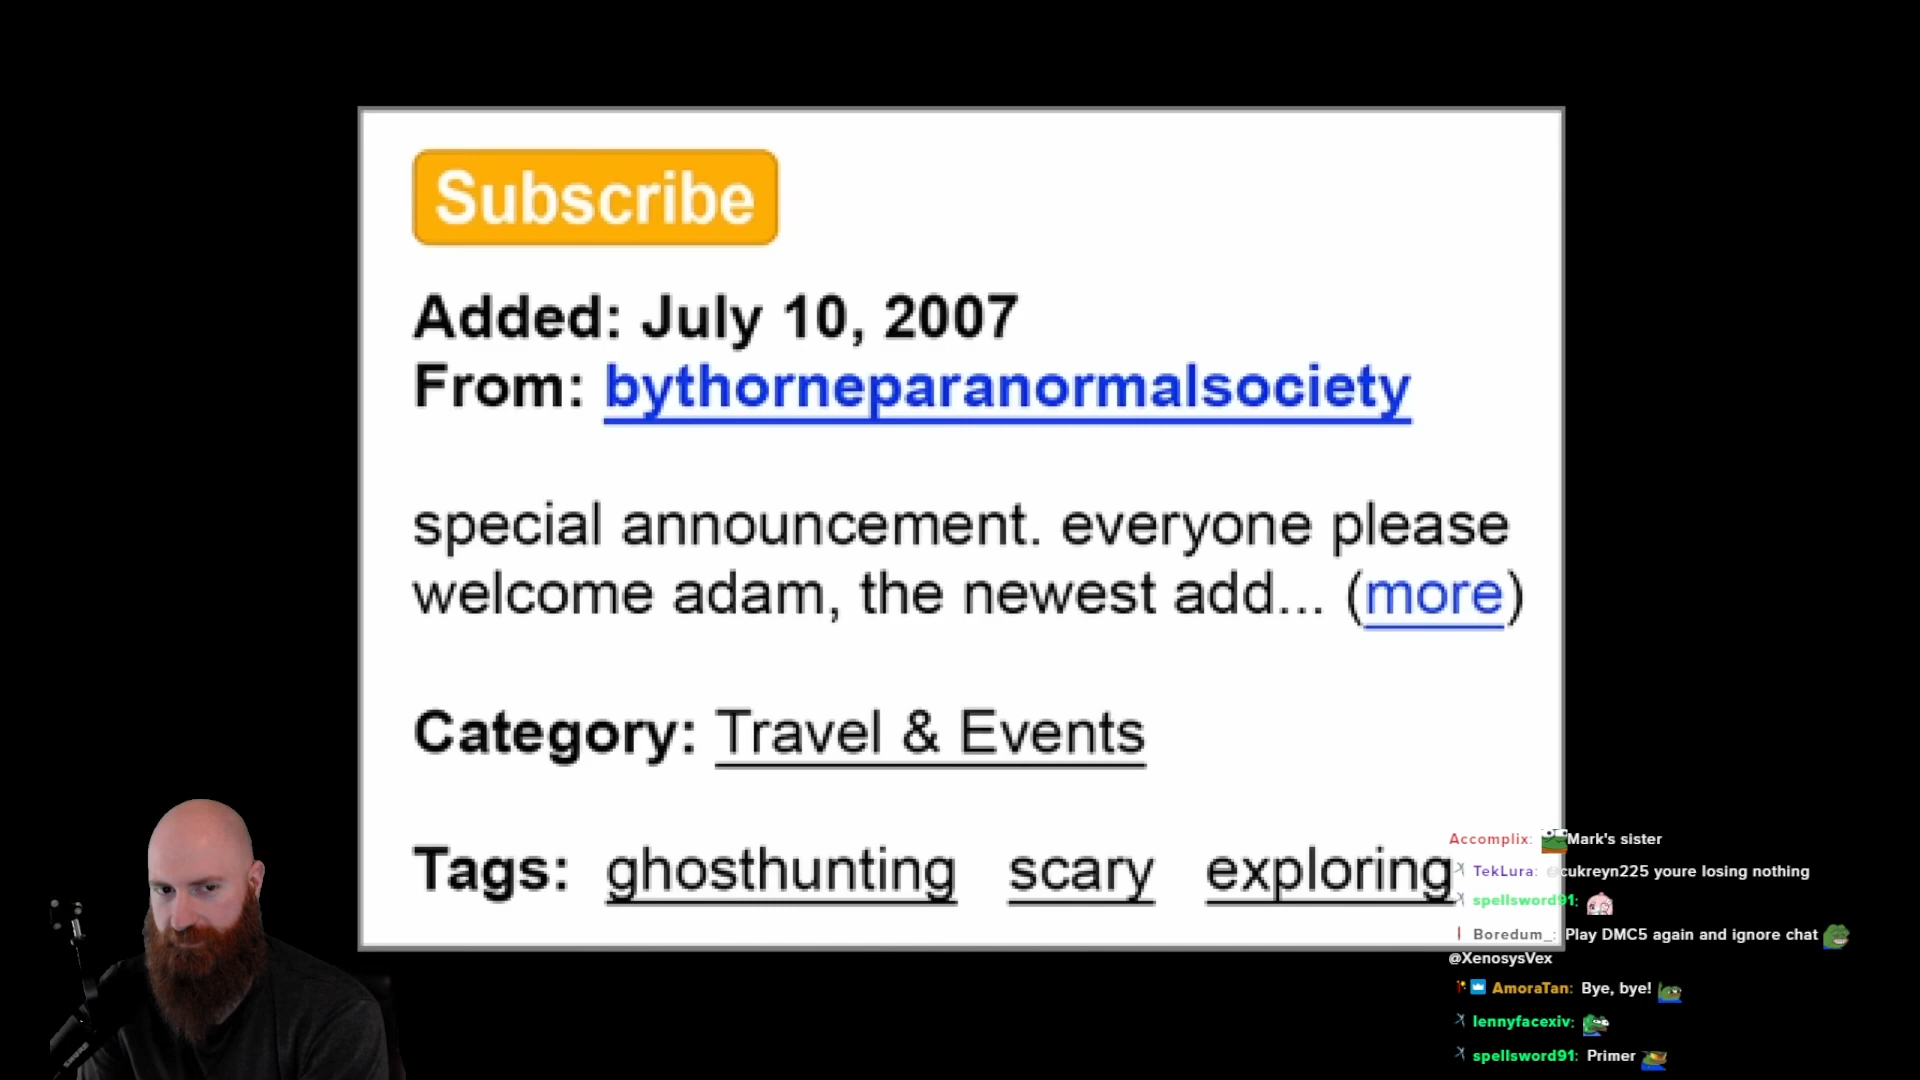 Subscribe
Added: July 10, 2007
From: bythorneparanormalsociety
special announcement. everyone please
welcome adam, the newest add... (more)
Category: Travel & Events
Tags: ghosthunting scary exploring
Accomplix: Mark's sister
TekLura: @cukreyn225 youre losing nothing
spellsword91:
Boredum_: Play DMC5 again and ignore chat
@XenosysVex
AmoraTan: Bye, bye!
lennyfacexiv:
spellsword91: Primer